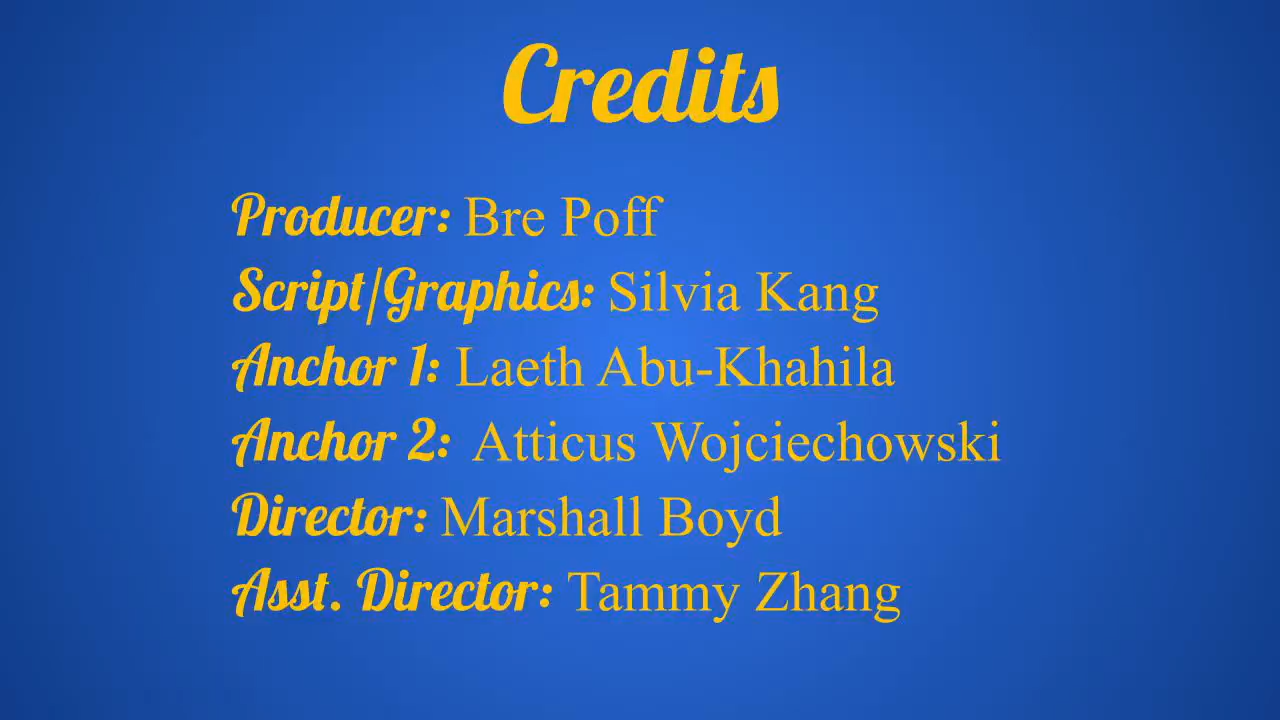 Credits
Producer: Bre Poff
Script/Graphics: Silvia Kang
Anchor 1: Laeth Abu-Khahila
Anchor 2: Atticus Wojciechowski
Director: Marshall Boyd
Asst. Director: Tammy Zhang